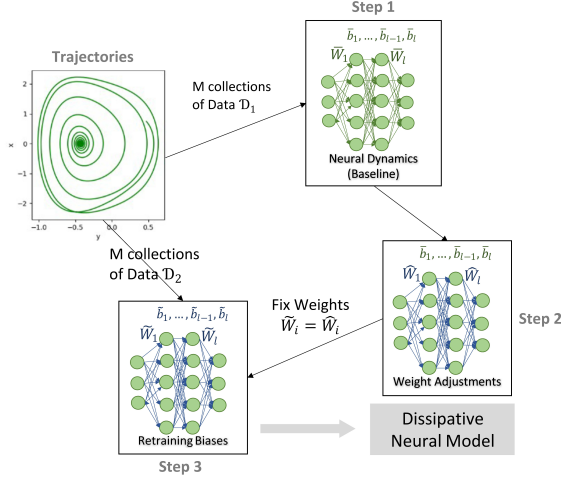 Step 1
Trajectories
M collections
of Data 𝒟₁
b̄₁, …, b̄ₗ₋₁, b̄ₗ
W̄₁ W̄ₗ
Neural Dynamics
(Baseline)
2
1
0
−1
−2
x
−1.0 −0.5 0.0 0.5
y
M collections
of Data 𝒟₂
b̄₁, …, b̄ₗ₋₁, b̄ₗ
Ŵ₁ Ŵₗ
Weight Adjustments
Step 2
Fix Weights
W̃ᵢ = Ŵᵢ
b̃₁, …, b̃ₗ₋₁, b̃ₗ
W̃₁ W̃ₗ
Retraining Biases
Step 3
Dissipative
Neural Model